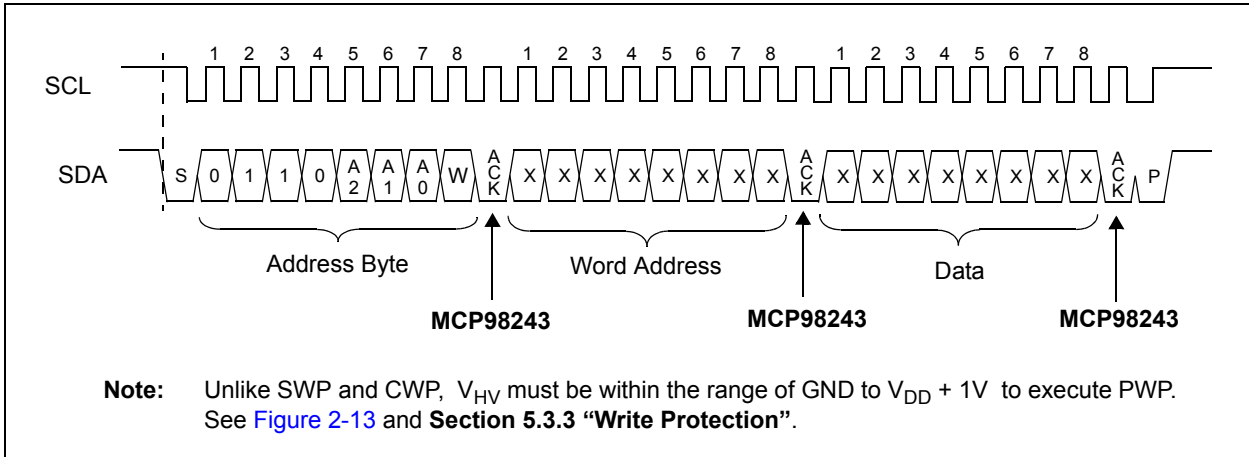 1 2 3 4 5 6 7 8 1 2 3 4 5 6 7 8 1 2 3 4 5 6 7 8
SCL
SDA S 0 1 1 0 A2 A1 A0 W ACK X X X X X X X X ACK X X X X X X X X ACK P
Address Byte Word Address Data
MCP98243 MCP98243 MCP98243
Note: Unlike SWP and CWP, VHV must be within the range of GND to VDD + 1V to execute PWP.
See Figure 2-13 and Section 5.3.3 “Write Protection”.